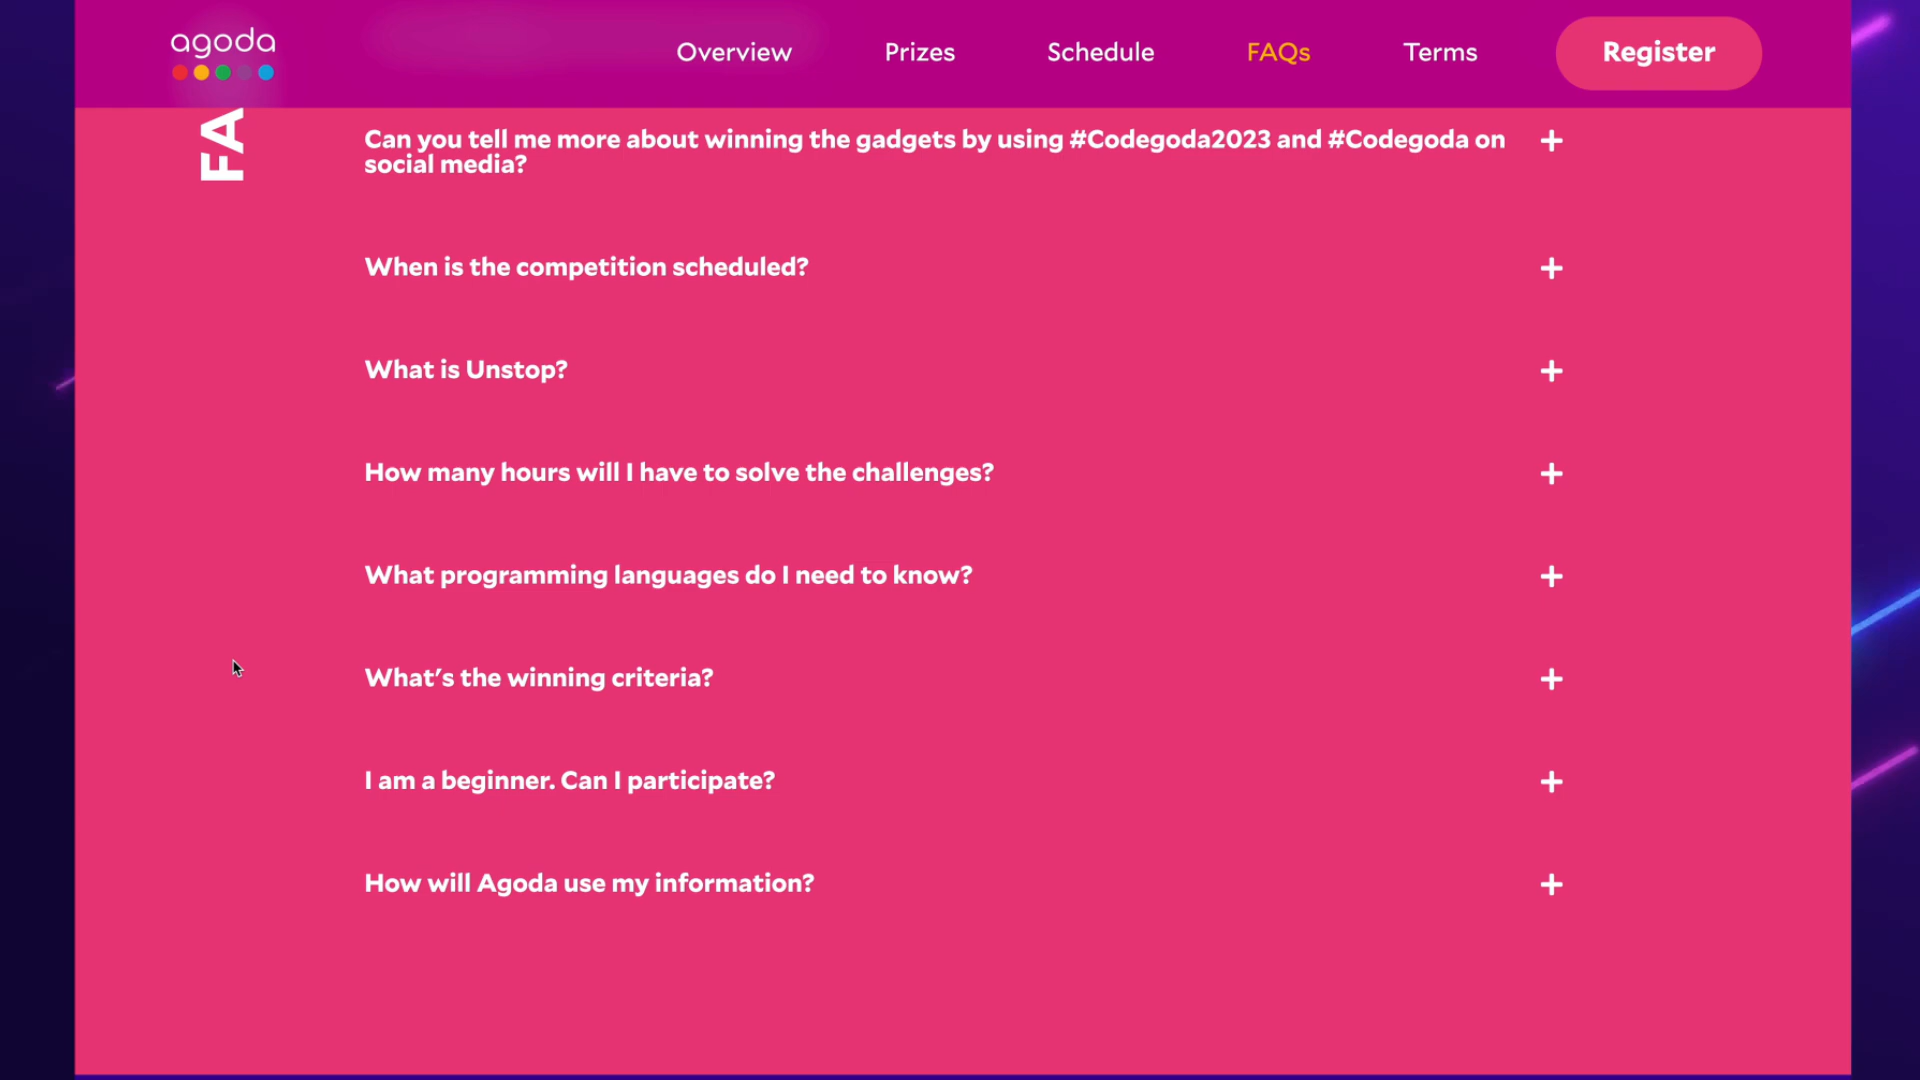 agoda
Overview
Prizes
Schedule
FAQs
Terms
Register
FA
Can you tell me more about winning the gadgets by using #Codegoda2023 and #Codegoda on
social media?
When is the competition scheduled?
What is Unstop?
How many hours will I have to solve the challenges?
What programming languages do I need to know?
What's the winning criteria?
I am a beginner. Can I participate?
How will Agoda use my information?